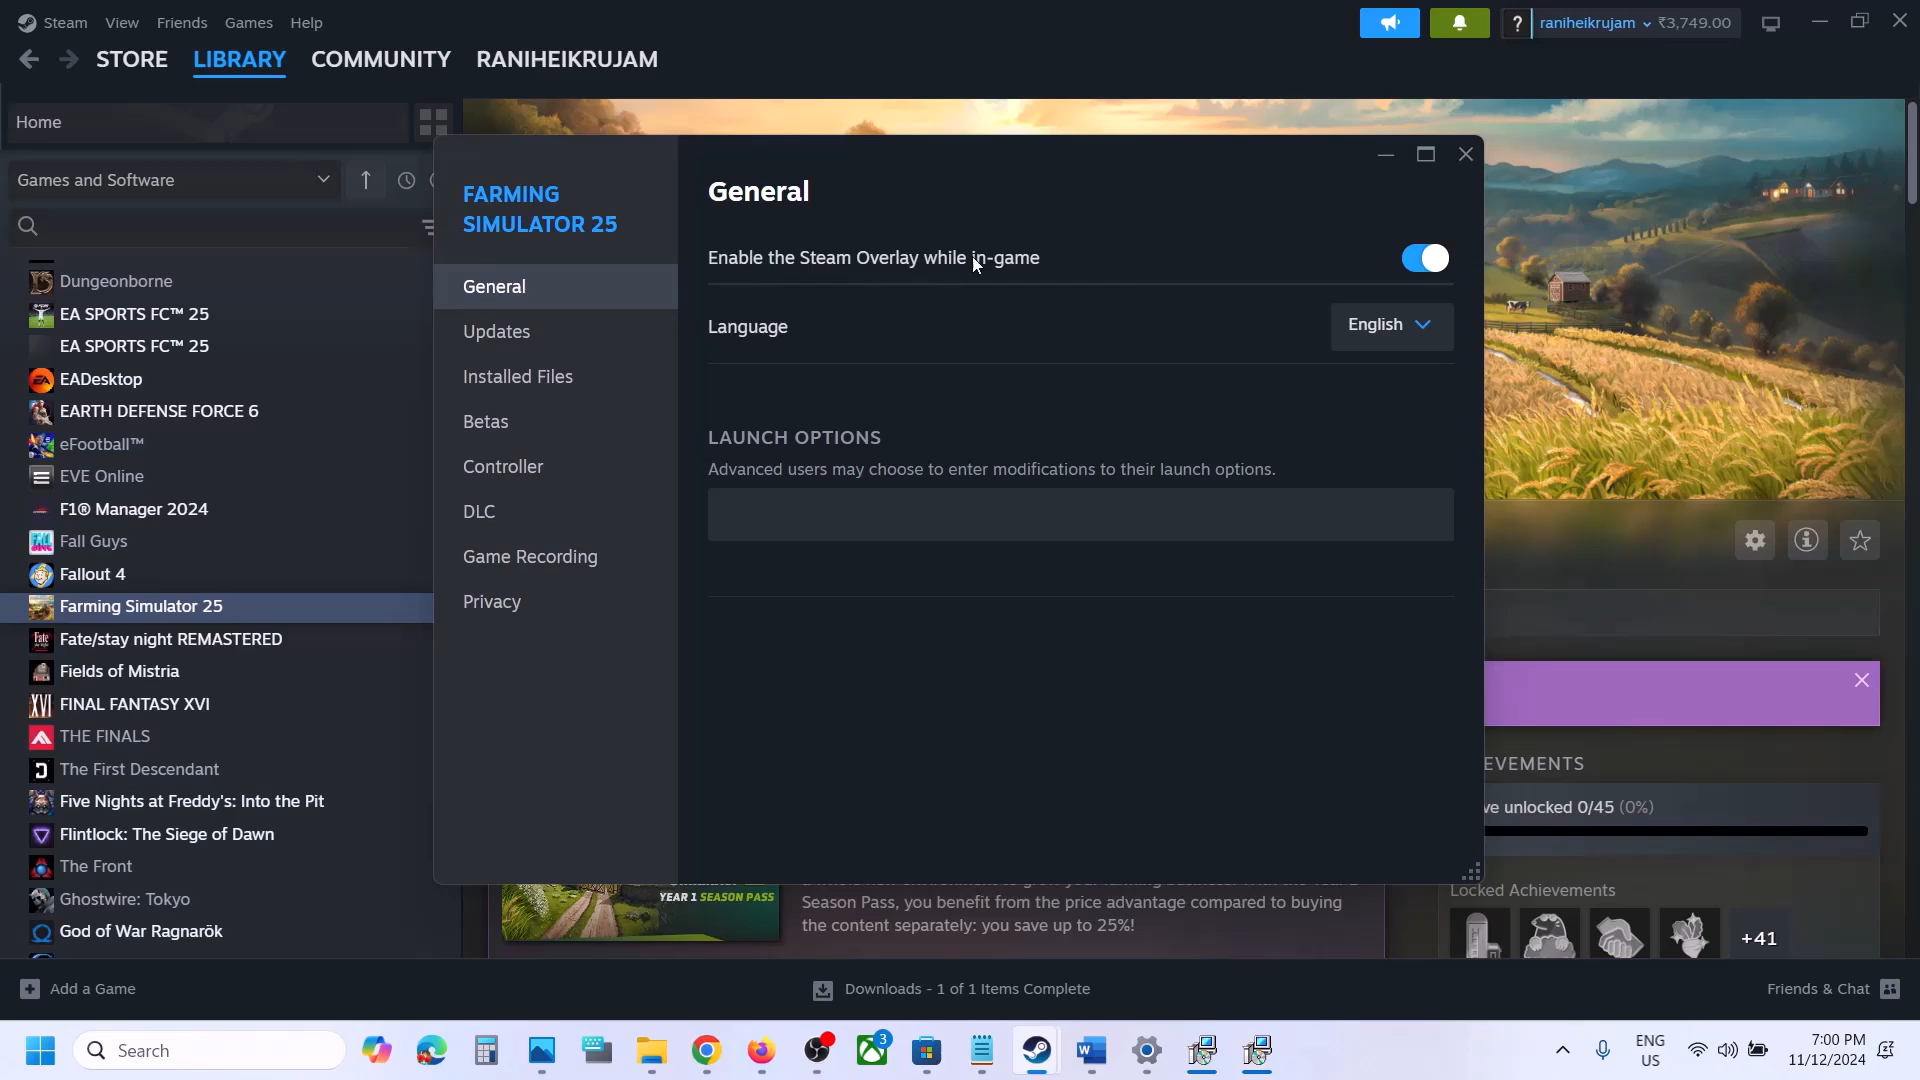 Steam View Friends Games Help
raniheikrujam ₹3,749.00
STORE LIBRARY COMMUNITY RANIHEIKRUJAM
Home
Games and Software
Dungeonborne
EA SPORTS FC™ 25
EA SPORTS FC™ 25
EADesktop
EARTH DEFENSE FORCE 6
eFootball™
EVE Online
F1® Manager 2024
Fall Guys
Fallout 4
Farming Simulator 25
Fate/stay night REMASTERED
Fields of Mistria
FINAL FANTASY XVI
THE FINALS
The First Descendant
Five Nights at Freddy's: Into the Pit
Flintlock: The Siege of Dawn
The Front
Ghostwire: Tokyo
God of War Ragnarök
FARMING
SIMULATOR 25
General
Updates
Installed Files
Betas
Controller
DLC
Game Recording
Privacy
General
Enable the Steam Overlay while in-game
Language English
LAUNCH OPTIONS
Advanced users may choose to enter modifications to their launch options.
EVEMENTS
ve unlocked 0/45 (0%)
Locked Achievements
+41
YEAR 1 SEASON PASS
Season Pass, you benefit from the price advantage compared to buying
the content separately: you save up to 25%!
Add a Game
Downloads - 1 of 1 Items Complete
Friends & Chat
Search
3
ENG
US
7:00 PM
11/12/2024